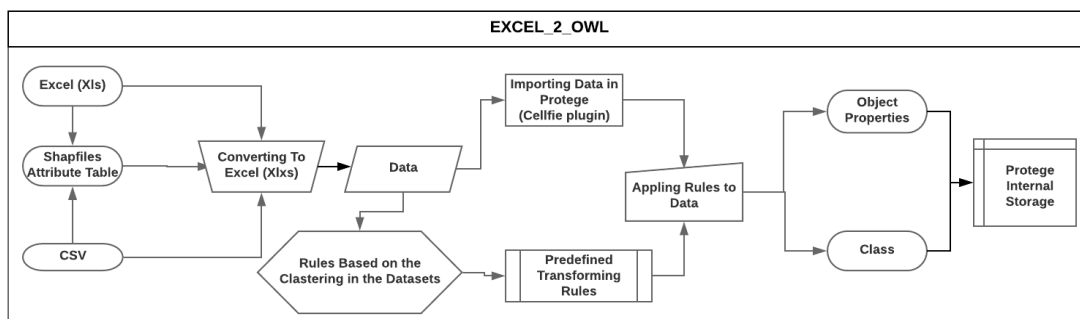 EXCEL_2_OWL
Excel (Xls)
Shapfiles
Attribute Table
CSV
Converting To
Excel (Xlxs)
Data
Rules Based on the
Clastering in the Datasets
Importing Data in
Protege
(Cellfie plugin)
Predefined
Transforming
Rules
Appling Rules to
Data
Object
Properties
Class
Protege
Internal
Storage